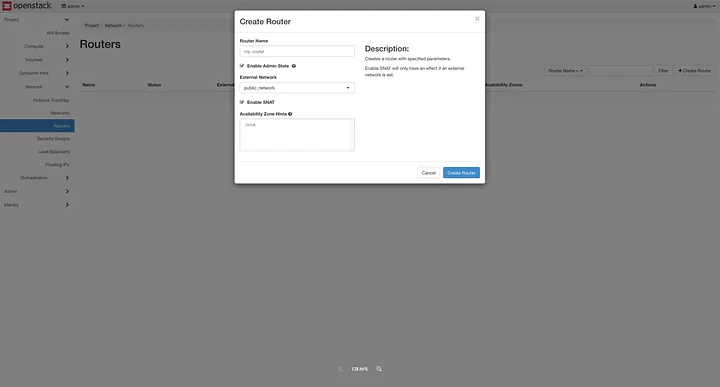 openstack.
admin
admin
Project
API Access
Compute
Volumes
Container Infra
Network
Network Topology
Networks
Routers
Security Groups
Load Balancers
Floating IPs
Orchestration
Admin
Identity
Project / Network / Routers
Routers
Router Name =
Filter
+ Create Router
Name
Status
External
Availability Zones
Actions
Create Router
×
Router Name
my_router
Enable Admin State
External Network
public_network
Enable SNAT
Availability Zone Hints
nova
Description:
Creates a router with specified parameters.
Enable SNAT will only have an effect if an external
network is set.
Cancel
Create Router
128.66%